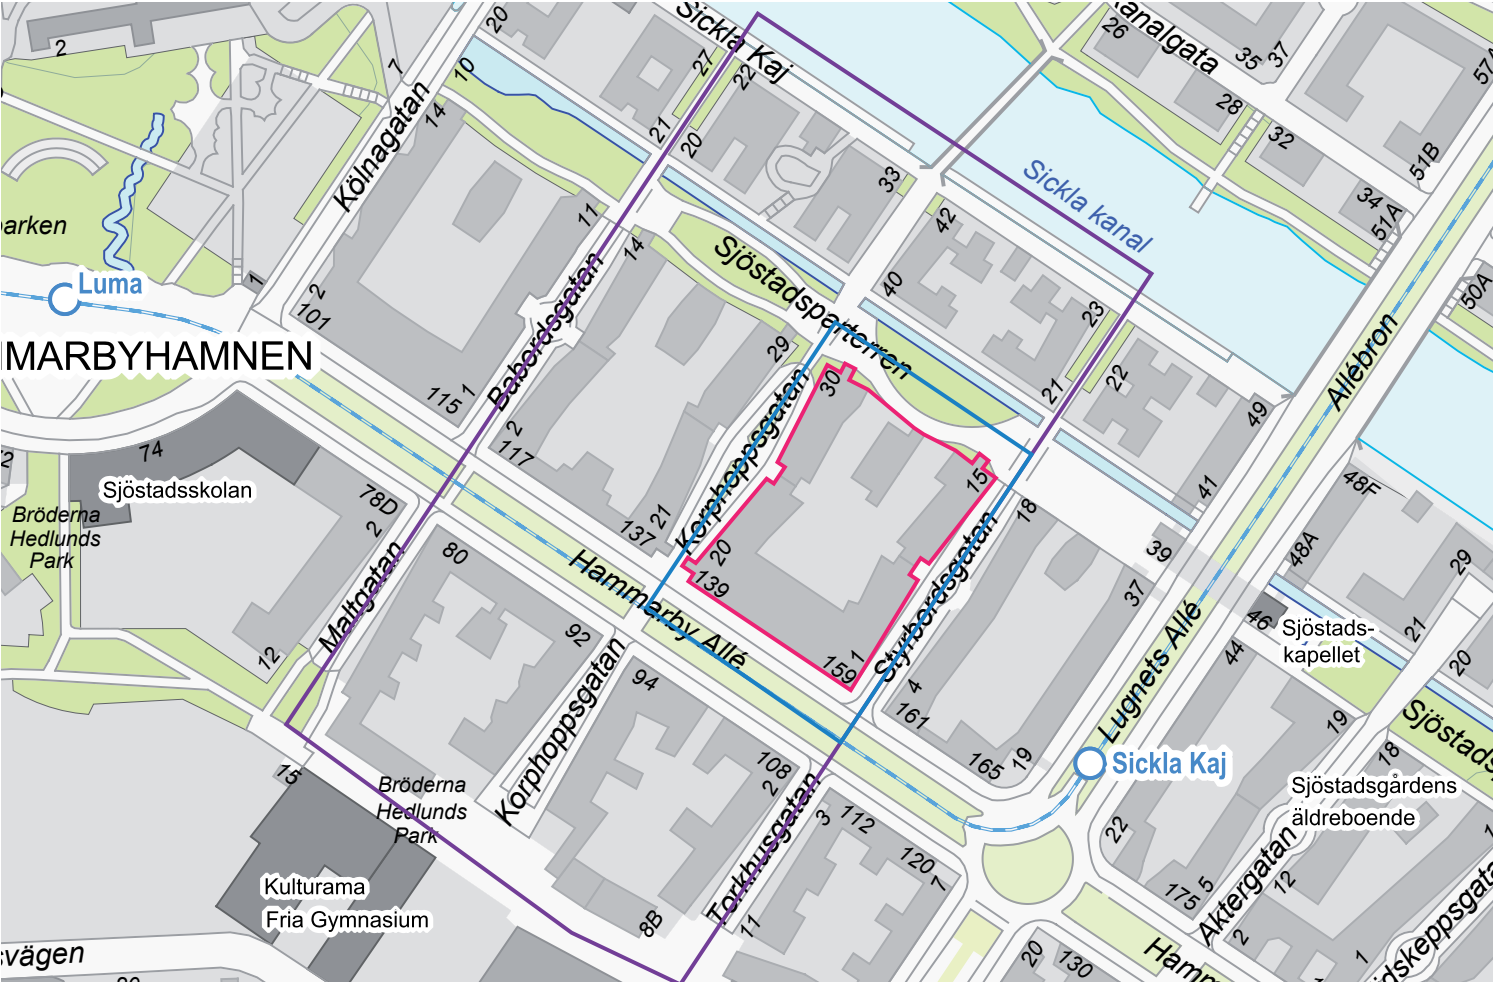 Sickla Kaj
Kanalgata
20
26
35
37
57A
2
7
10
27
22
28
14
Kölnagatan
21
20
32
51B
33
Sickla kanal
34
51A
11
42
arken
14
Sjöstadsparterren
Luma
1
40
50A
2
101
Babordsgatan
23
29
Allébron
MARBYHAMNEN
30
22
115
1
21
49
Korphoppsgatan
2
117
74
15
Sjöstadsskolan
78D
2
41
48F
Bröderna
Hedlunds
Park
21
137
18
Styrbordsgatan
80
20
139
39
48A
29
Hammarby Allé
Maltgatan
37
46
Sjöstads-
kapellet
21
12
92
159
1
44
20
94
4
161
Lugnets Allé
19
Sjöstads
Korphoppsgatan
108
2
165
19
Sickla Kaj
18
15
Bröderna
Hedlunds
Park
Sjöstadsgårdens
äldreboende
Torkhusgatan
3
112
22
120
7
Kulturama
Fria Gymnasium
175
5
Aktergatan
12
8B
11
2
svägen
20
130
Hamm
1
idskeppsgata